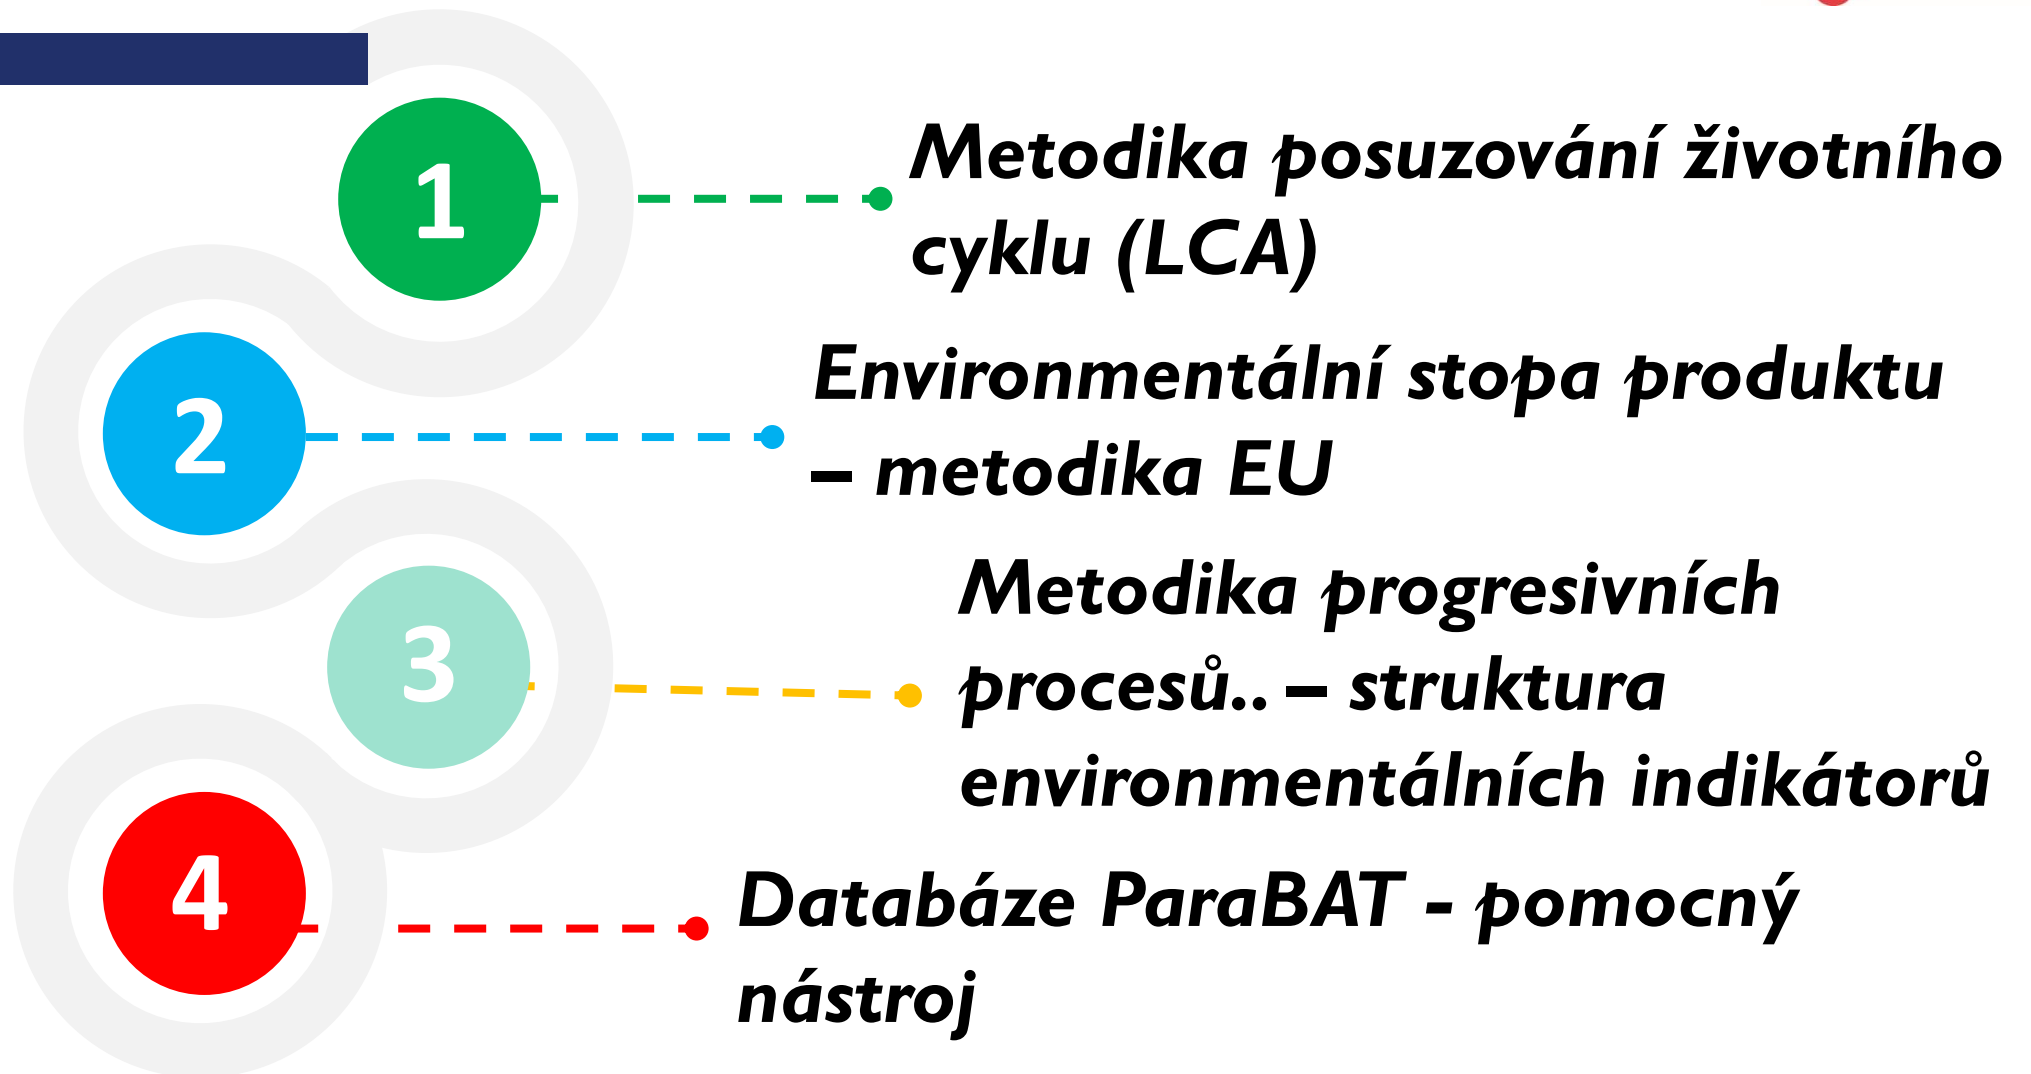 1
Metodika posuzování životního
cyklu (LCA)
2
Environmentální stopa produktu
– metodika EU
3
Metodika progresivních
procesů.. – struktura
environmentálních indikátorů
4
Databáze ParaBAT - pomocný
nástroj